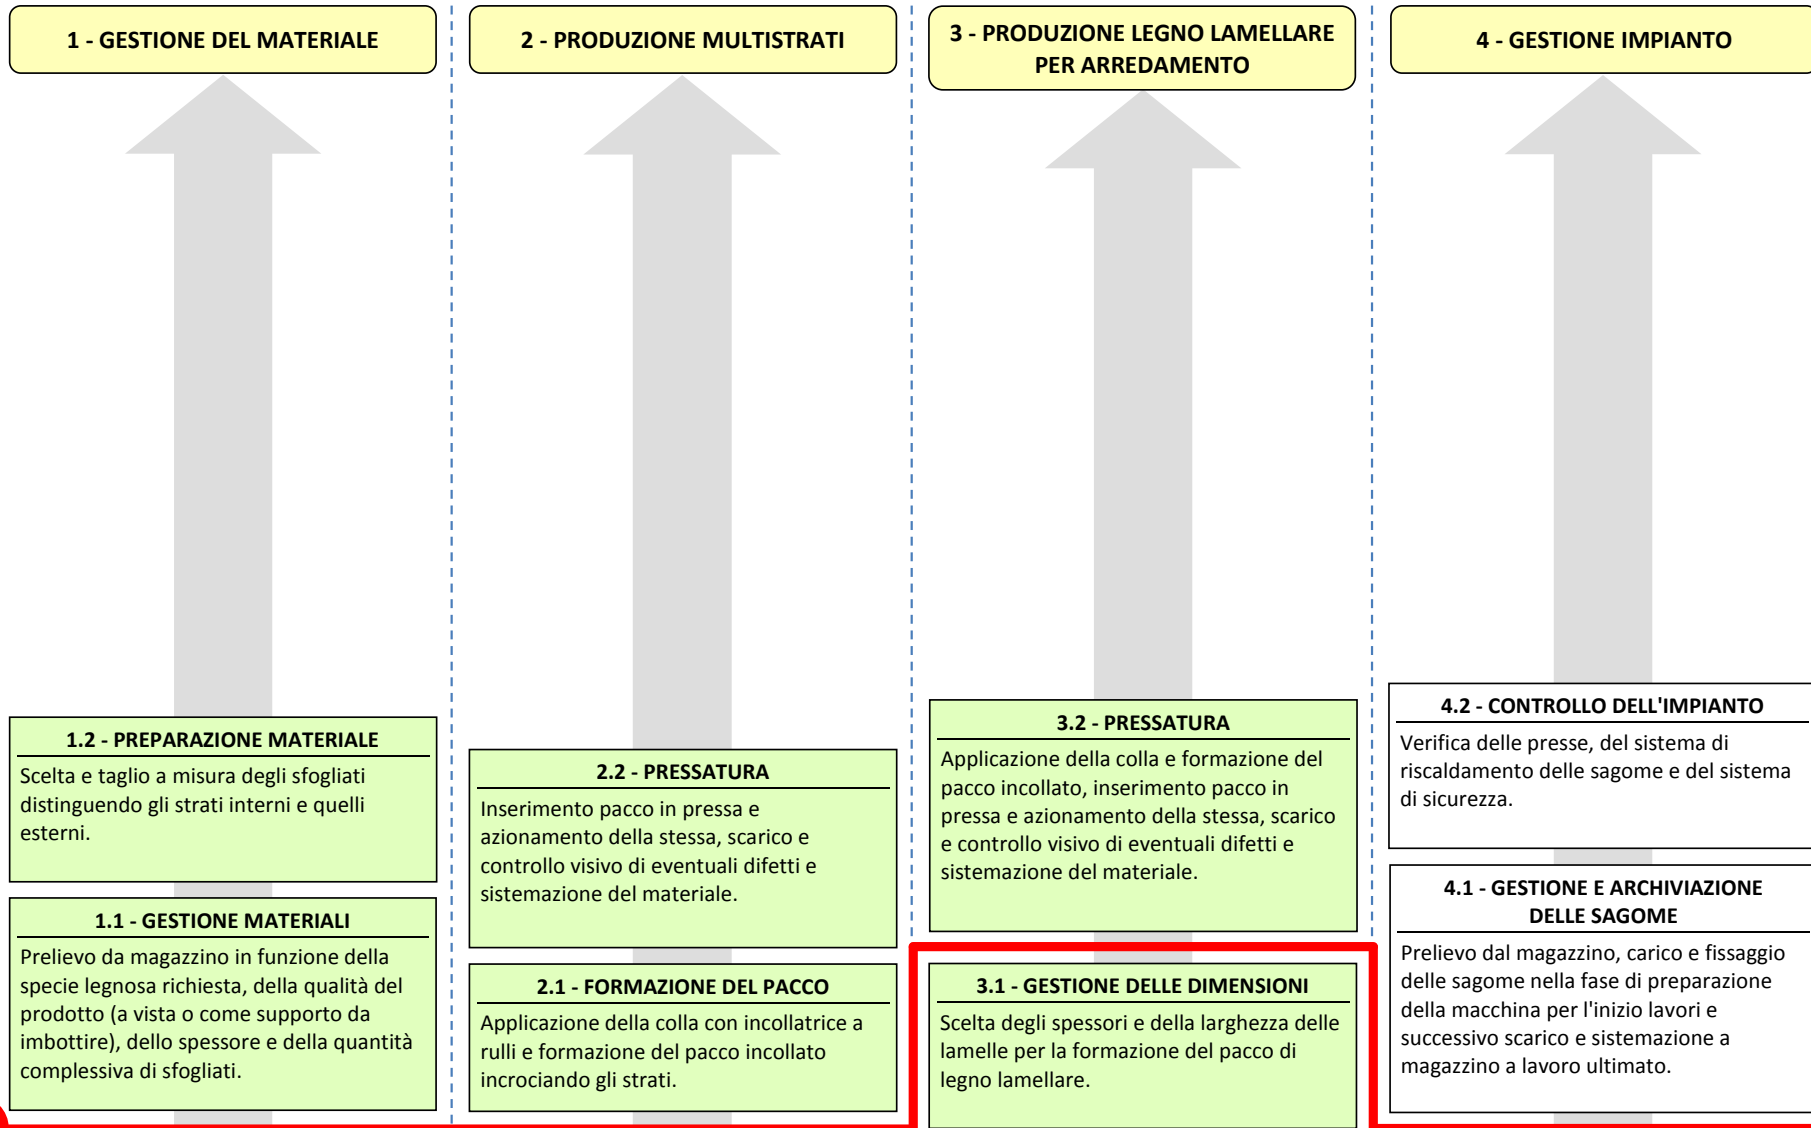 1 - GESTIONE DEL MATERIALE
2 - PRODUZIONE MULTISTRATI
3 - PRODUZIONE LEGNO LAMELLARE
PER ARREDAMENTO
4 - GESTIONE IMPIANTO
1.2 - PREPARAZIONE MATERIALE
Scelta e taglio a misura degli sfogliati
distinguendo gli strati interni e quelli
esterni.
1.1 - GESTIONE MATERIALI
Prelievo da magazzino in funzione della
specie legnosa richiesta, della qualità del
prodotto (a vista o come supporto da
imbottire), dello spessore e della quantità
complessiva di sfogliati.
2.2 - PRESSATURA
Inserimento pacco in pressa e
azionamento della stessa, scarico e
controllo visivo di eventuali difetti e
sistemazione del materiale.
2.1 - FORMAZIONE DEL PACCO
Applicazione della colla con incollatrice a
rulli e formazione del pacco incollato
incrociando gli strati.
3.2 - PRESSATURA
Applicazione della colla e formazione del
pacco incollato, inserimento pacco in
pressa e azionamento della stessa, scarico
e controllo visivo di eventuali difetti e
sistemazione del materiale.
3.1 - GESTIONE DELLE DIMENSIONI
Scelta degli spessori e della larghezza delle
lamelle per la formazione del pacco di
legno lamellare.
4.2 - CONTROLLO DELL'IMPIANTO
Verifica delle presse, del sistema di
riscaldamento delle sagome e del sistema
di sicurezza.
4.1 - GESTIONE E ARCHIVIAZIONE
DELLE SAGOME
Prelievo dal magazzino, carico e fissaggio
delle sagome nella fase di preparazione
della macchina per l'inizio lavori e
successivo scarico e sistemazione a
magazzino a lavoro ultimato.